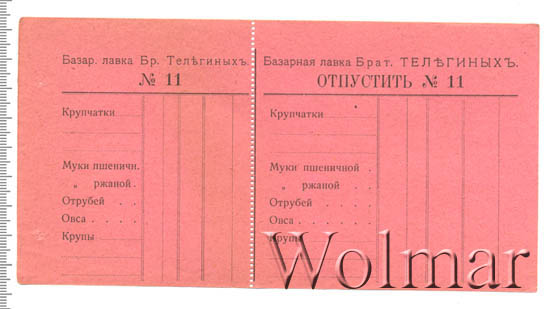 Базар. лавка Бр. Телѣгиныхъ.
№ 11
Крупчатки
Муки пшеничн.
„ ржаной. .
Отрубей . .
Овса . . . .
Крупы . . .
Базарная лавка Брат. ТЕЛѢГИНЫХЪ.
ОТПУСТИТЬ № 11
Крупчатки . . .
Муки пшеничной .
„ ржаной . .
Отрубей . . . .
Овса . . . . .
Крупы
Wolmar